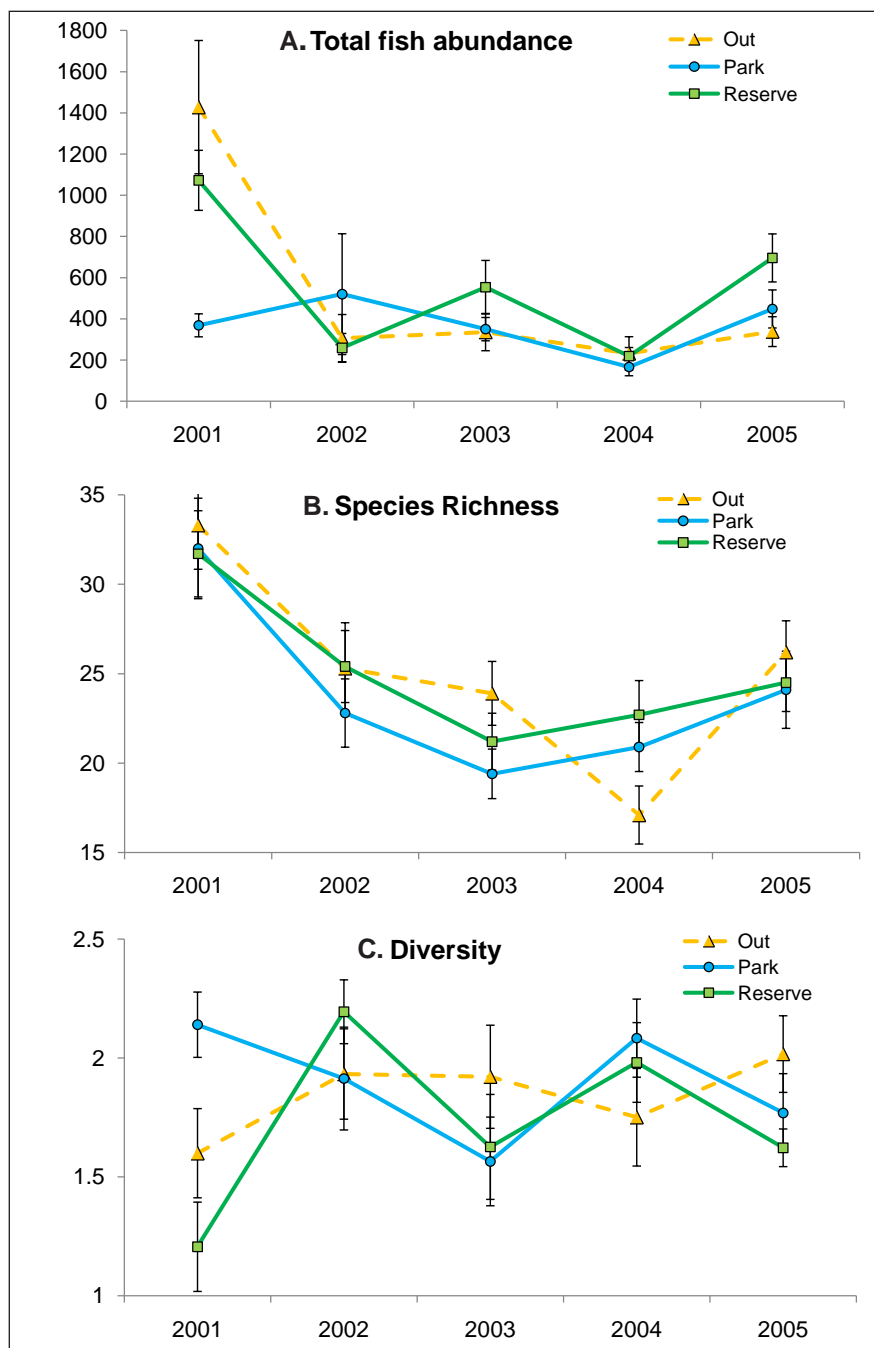 A. Total fish abundance
Out
Park
Reserve
1800
1600
1400
1200
1000
800
600
400
200
0
2001 2002 2003 2004 2005
B. Species Richness
Out
Park
Reserve
35
30
25
20
15
2001 2002 2003 2004 2005
C. Diversity
Out
Park
Reserve
2.5
2
1.5
1
2001 2002 2003 2004 2005